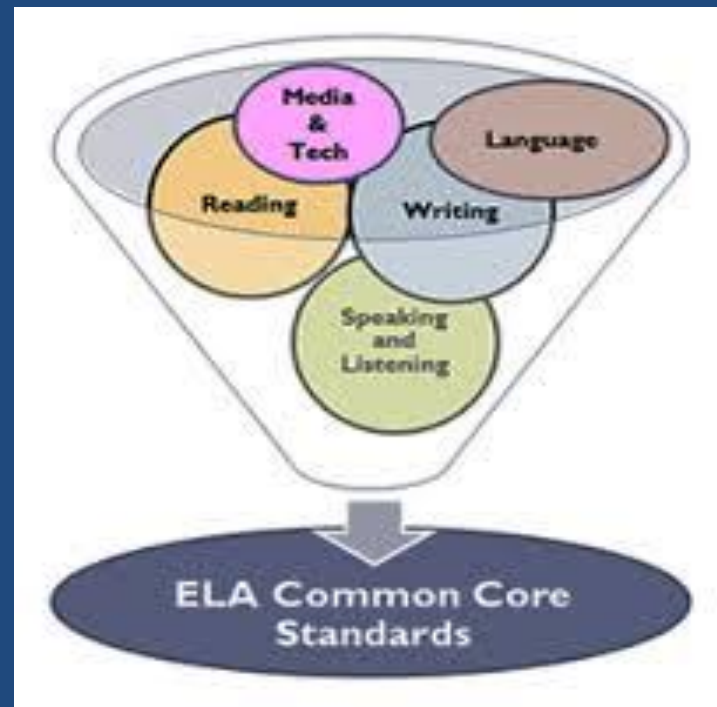 Media
&
Tech
Language
Reading
Writing
Speaking
and
Listening
ELA Common Core
Standards